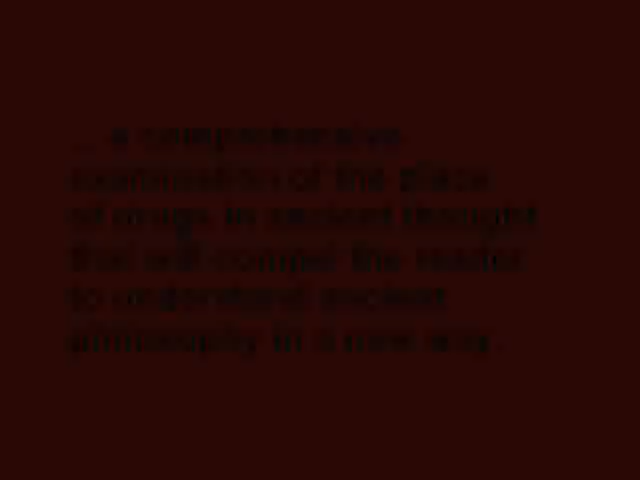 ... a comprehensive
examination of the place
of drugs in ancient thought
that will compel the reader
to understand ancient
philosophy in a new way.